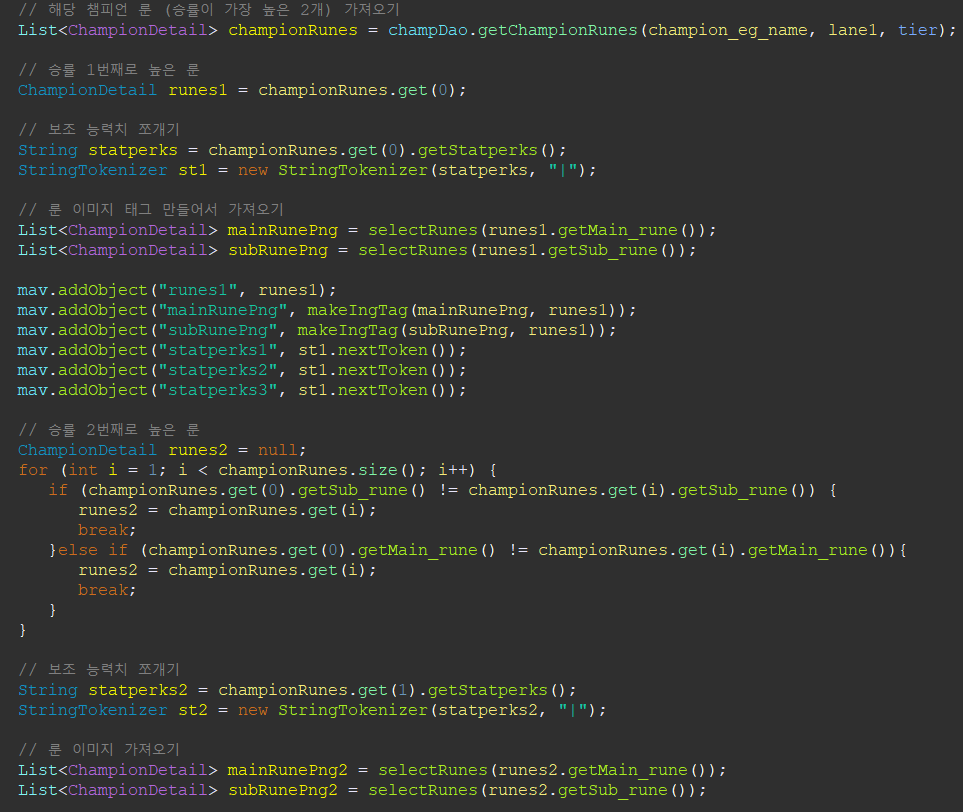 // 해당 챔피언 룬 (승률이 가장 높은 2개) 가져오기
List<ChampionDetail> championRunes = champDao.getChampionRunes(champion_eg_name, lane1, tier);
// 승률 1번째로 높은 룬
ChampionDetail runes1 = championRunes.get(0);
// 보조 능력치 쪼개기
String statperks = championRunes.get(0).getStatperks();
StringTokenizer st1 = new StringTokenizer(statperks, "|");
// 룬 이미지 태그 만들어서 가져오기
List<ChampionDetail> mainRunePng = selectRunes(runes1.getMain_rune());
List<ChampionDetail> subRunePng = selectRunes(runes1.getSub_rune());
mav.addObject("runes1", runes1);
mav.addObject("mainRunePng", makeIngTag(mainRunePng, runes1));
mav.addObject("subRunePng", makeIngTag(subRunePng, runes1));
mav.addObject("statperks1", st1.nextToken());
mav.addObject("statperks2", st1.nextToken());
mav.addObject("statperks3", st1.nextToken());
// 승률 2번째로 높은 룬
ChampionDetail runes2 = null;
for (int i = 1; i < championRunes.size(); i++) {
if (championRunes.get(0).getSub_rune() != championRunes.get(i).getSub_rune()) {
runes2 = championRunes.get(i);
break;
}else if (championRunes.get(0).getMain_rune() != championRunes.get(i).getMain_rune()){
runes2 = championRunes.get(i);
break;
}
}
// 보조 능력치 쪼개기
String statperks2 = championRunes.get(1).getStatperks();
StringTokenizer st2 = new StringTokenizer(statperks2, "|");
// 룬 이미지 가져오기
List<ChampionDetail> mainRunePng2 = selectRunes(runes2.getMain_rune());
List<ChampionDetail> subRunePng2 = selectRunes(runes2.getSub_rune());